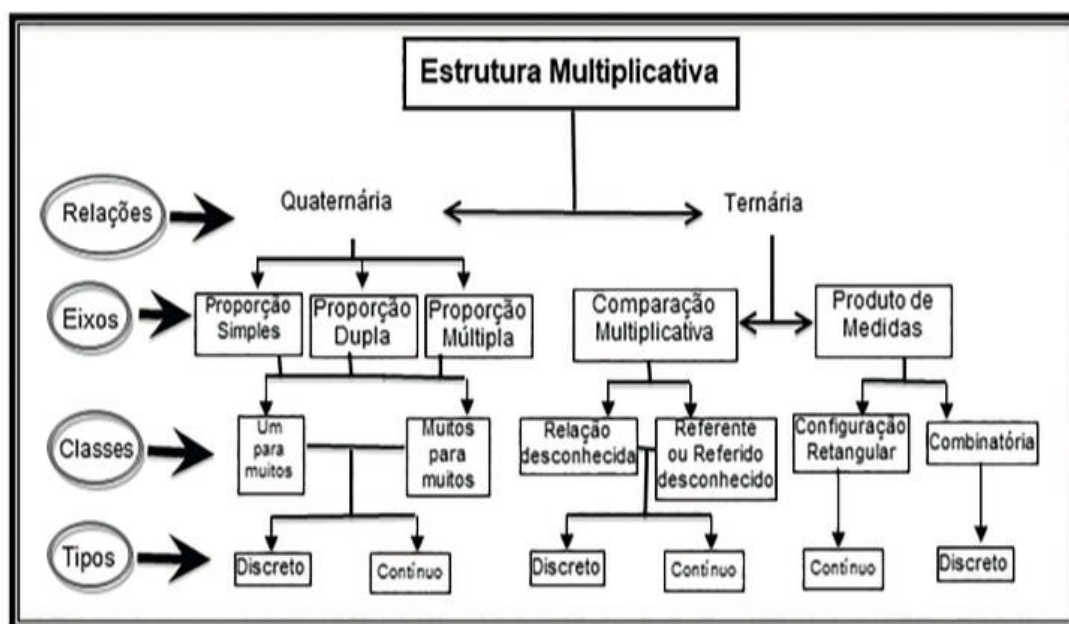 Estrutura Multiplicativa
Relações
Quaternária
Ternária
Eixos
Proporção
Simples
Proporção
Dupla
Proporção
Múltipla
Comparação
Multiplicativa
Produto de
Medidas
Classes
Um
para
muitos
Muitos
para
muitos
Relação
desconhecida
Referente
ou Referido
desconhecido
Configuração
Retangular
Combinatória
Tipos
Discreto
Contínuo
Discreto
Contínuo
Contínuo
Discreto